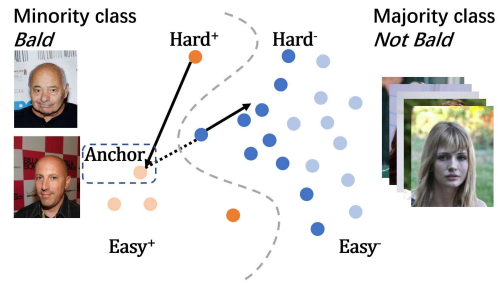 Minority class
Bald
Hard⁺
Hard⁻
Majority class
Not Bald
Anchor
Easy⁺
Easy⁻